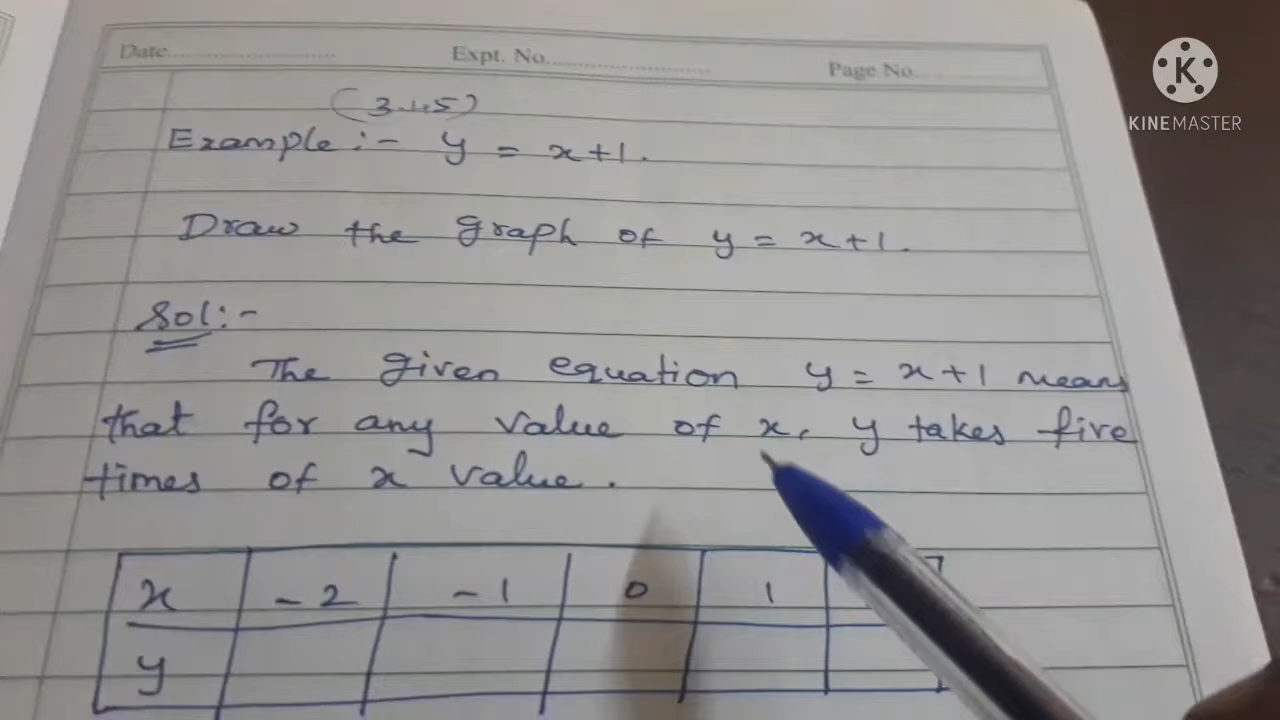 Date.................... Expt. No.................... Page No......
K
KINEMASTER
(3.1.5)
Example :- y = x+1.
Draw the graph of y = x+1.
Sol:-
The given equation y = x+1 means
that for any value of x, y takes five
times of x value.
x -2 -1 0 1
y